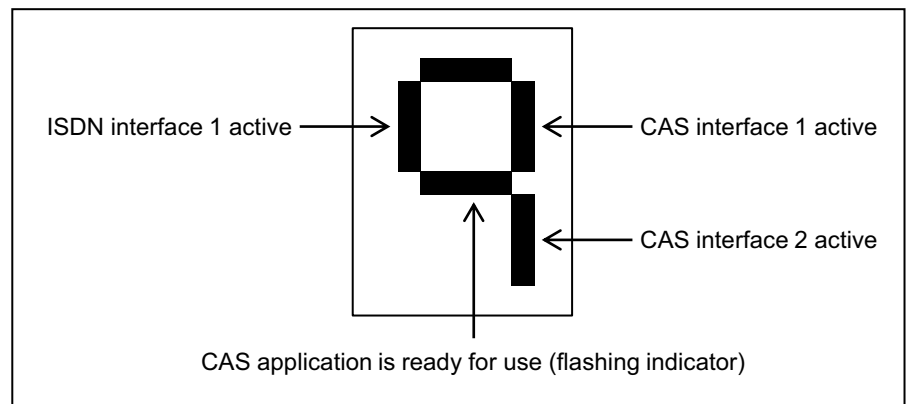 ISDN interface 1 active
CAS interface 1 active
CAS interface 2 active
CAS application is ready for use (flashing indicator)